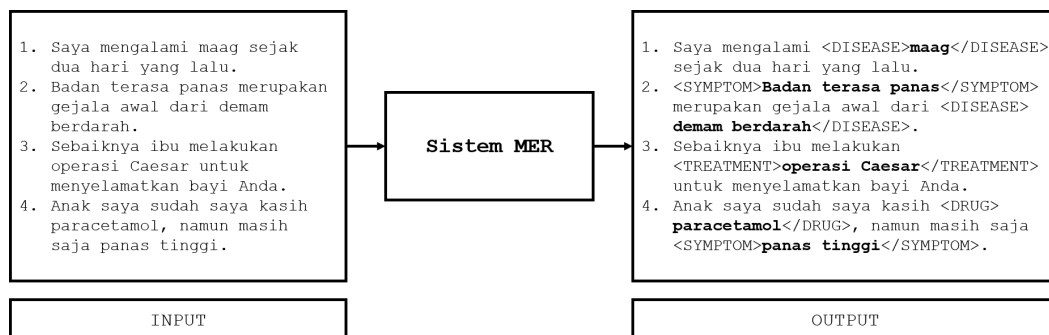 1. Saya mengalami maag sejak
dua hari yang lalu.
2. Badan terasa panas merupakan
gejala awal dari demam
berdarah.
3. Sebaiknya ibu melakukan
operasi Caesar untuk
menyelamatkan bayi Anda.
4. Anak saya sudah saya kasih
paracetamol, namun masih
saja panas tinggi.
INPUT
Sistem MER
1. Saya mengalami <DISEASE>maag</DISEASE>
sejak dua hari yang lalu.
2. <SYMPTOM>Badan terasa panas</SYMPTOM>
merupakan gejala awal dari <DISEASE>
demam berdarah</DISEASE>.
3. Sebaiknya ibu melakukan
<TREATMENT>operasi Caesar</TREATMENT>
untuk menyelamatkan bayi Anda.
4. Anak saya sudah saya kasih <DRUG>
paracetamol</DRUG>, namun masih saja
<SYMPTOM>panas tinggi</SYMPTOM>.
OUTPUT